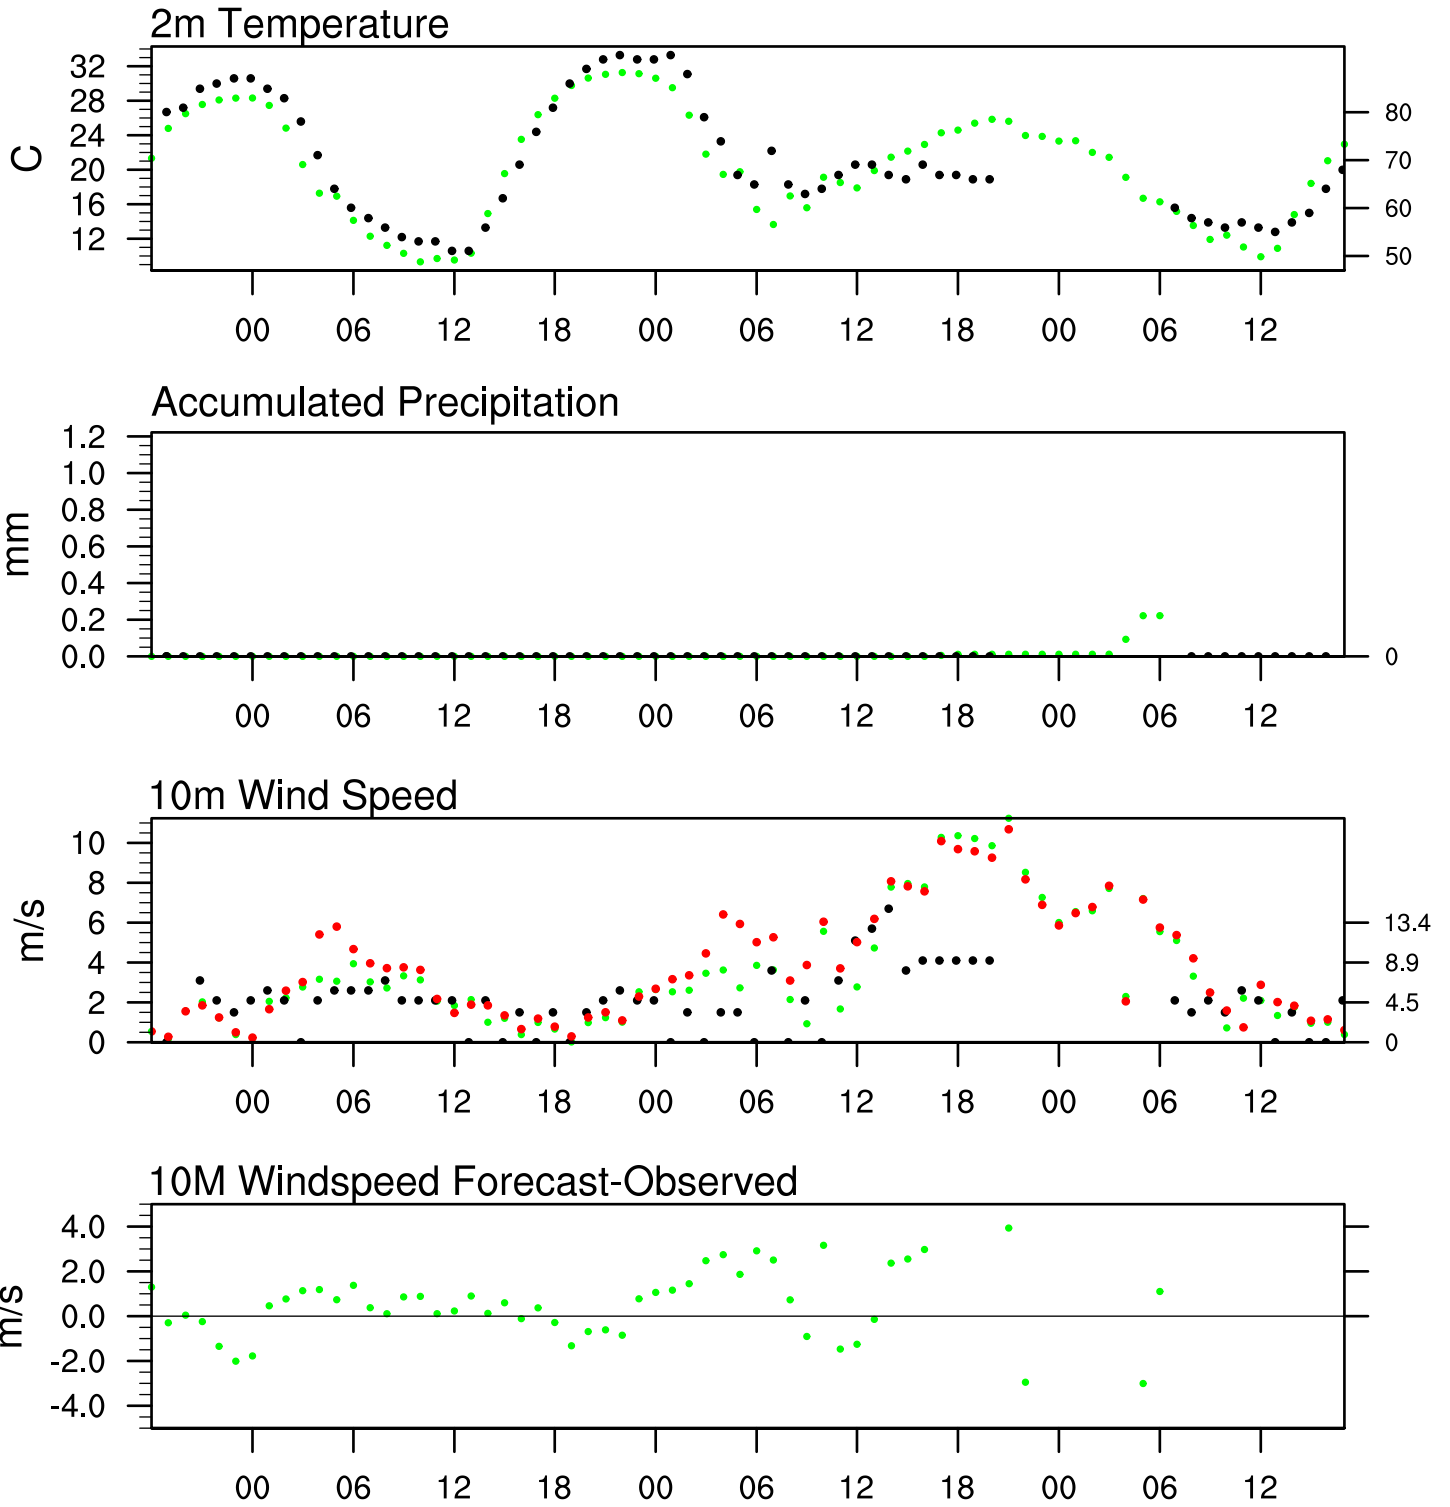 2m Temperature
32
28
24
20
16
12
C
80
70
60
50
00 06 12 18 00 06 12 18 00 06 12
Accumulated Precipitation
1.2
1.0
0.8
0.6
0.4
0.2
0.0
mm
0
00 06 12 18 00 06 12 18 00 06 12
10m Wind Speed
10
8
6
4
2
0
m/s
13.4
8.9
4.5
0
00 06 12 18 00 06 12 18 00 06 12
10M Windspeed Forecast-Observed
4.0
2.0
0.0
-2.0
-4.0
m/s
00 06 12 18 00 06 12 18 00 06 12